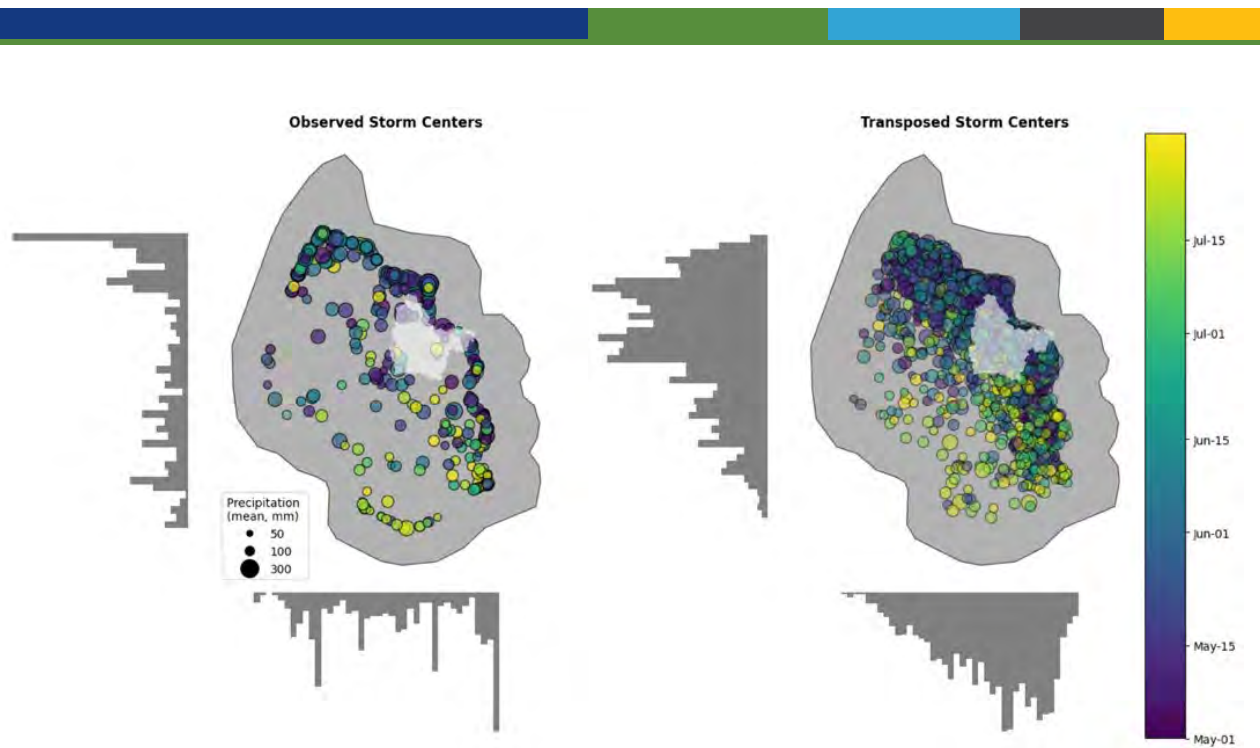 Observed Storm Centers
Transposed Storm Centers
Precipitation
(mean, mm)
50
100
300
Jul-15
Jul-01
Jun-15
Jun-01
May-15
May-01